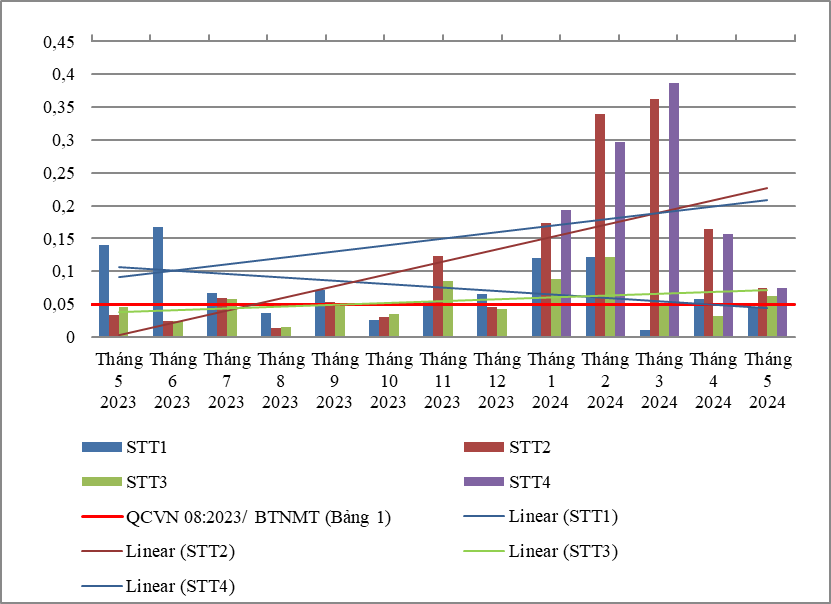 0,45
0,4
0,35
0,3
0,25
0,2
0,15
0,1
0,05
0
Tháng 5 2023
Tháng 6 2023
Tháng 7 2023
Tháng 8 2023
Tháng 9 2023
Tháng 10 2023
Tháng 11 2023
Tháng 12 2023
Tháng 1 2024
Tháng 2 2024
Tháng 3 2024
Tháng 4 2024
Tháng 5 2024
STT1
STT2
STT3
STT4
QCVN 08:2023/ BTNMT (Bảng 1)
Linear (STT1)
Linear (STT2)
Linear (STT3)
Linear (STT4)